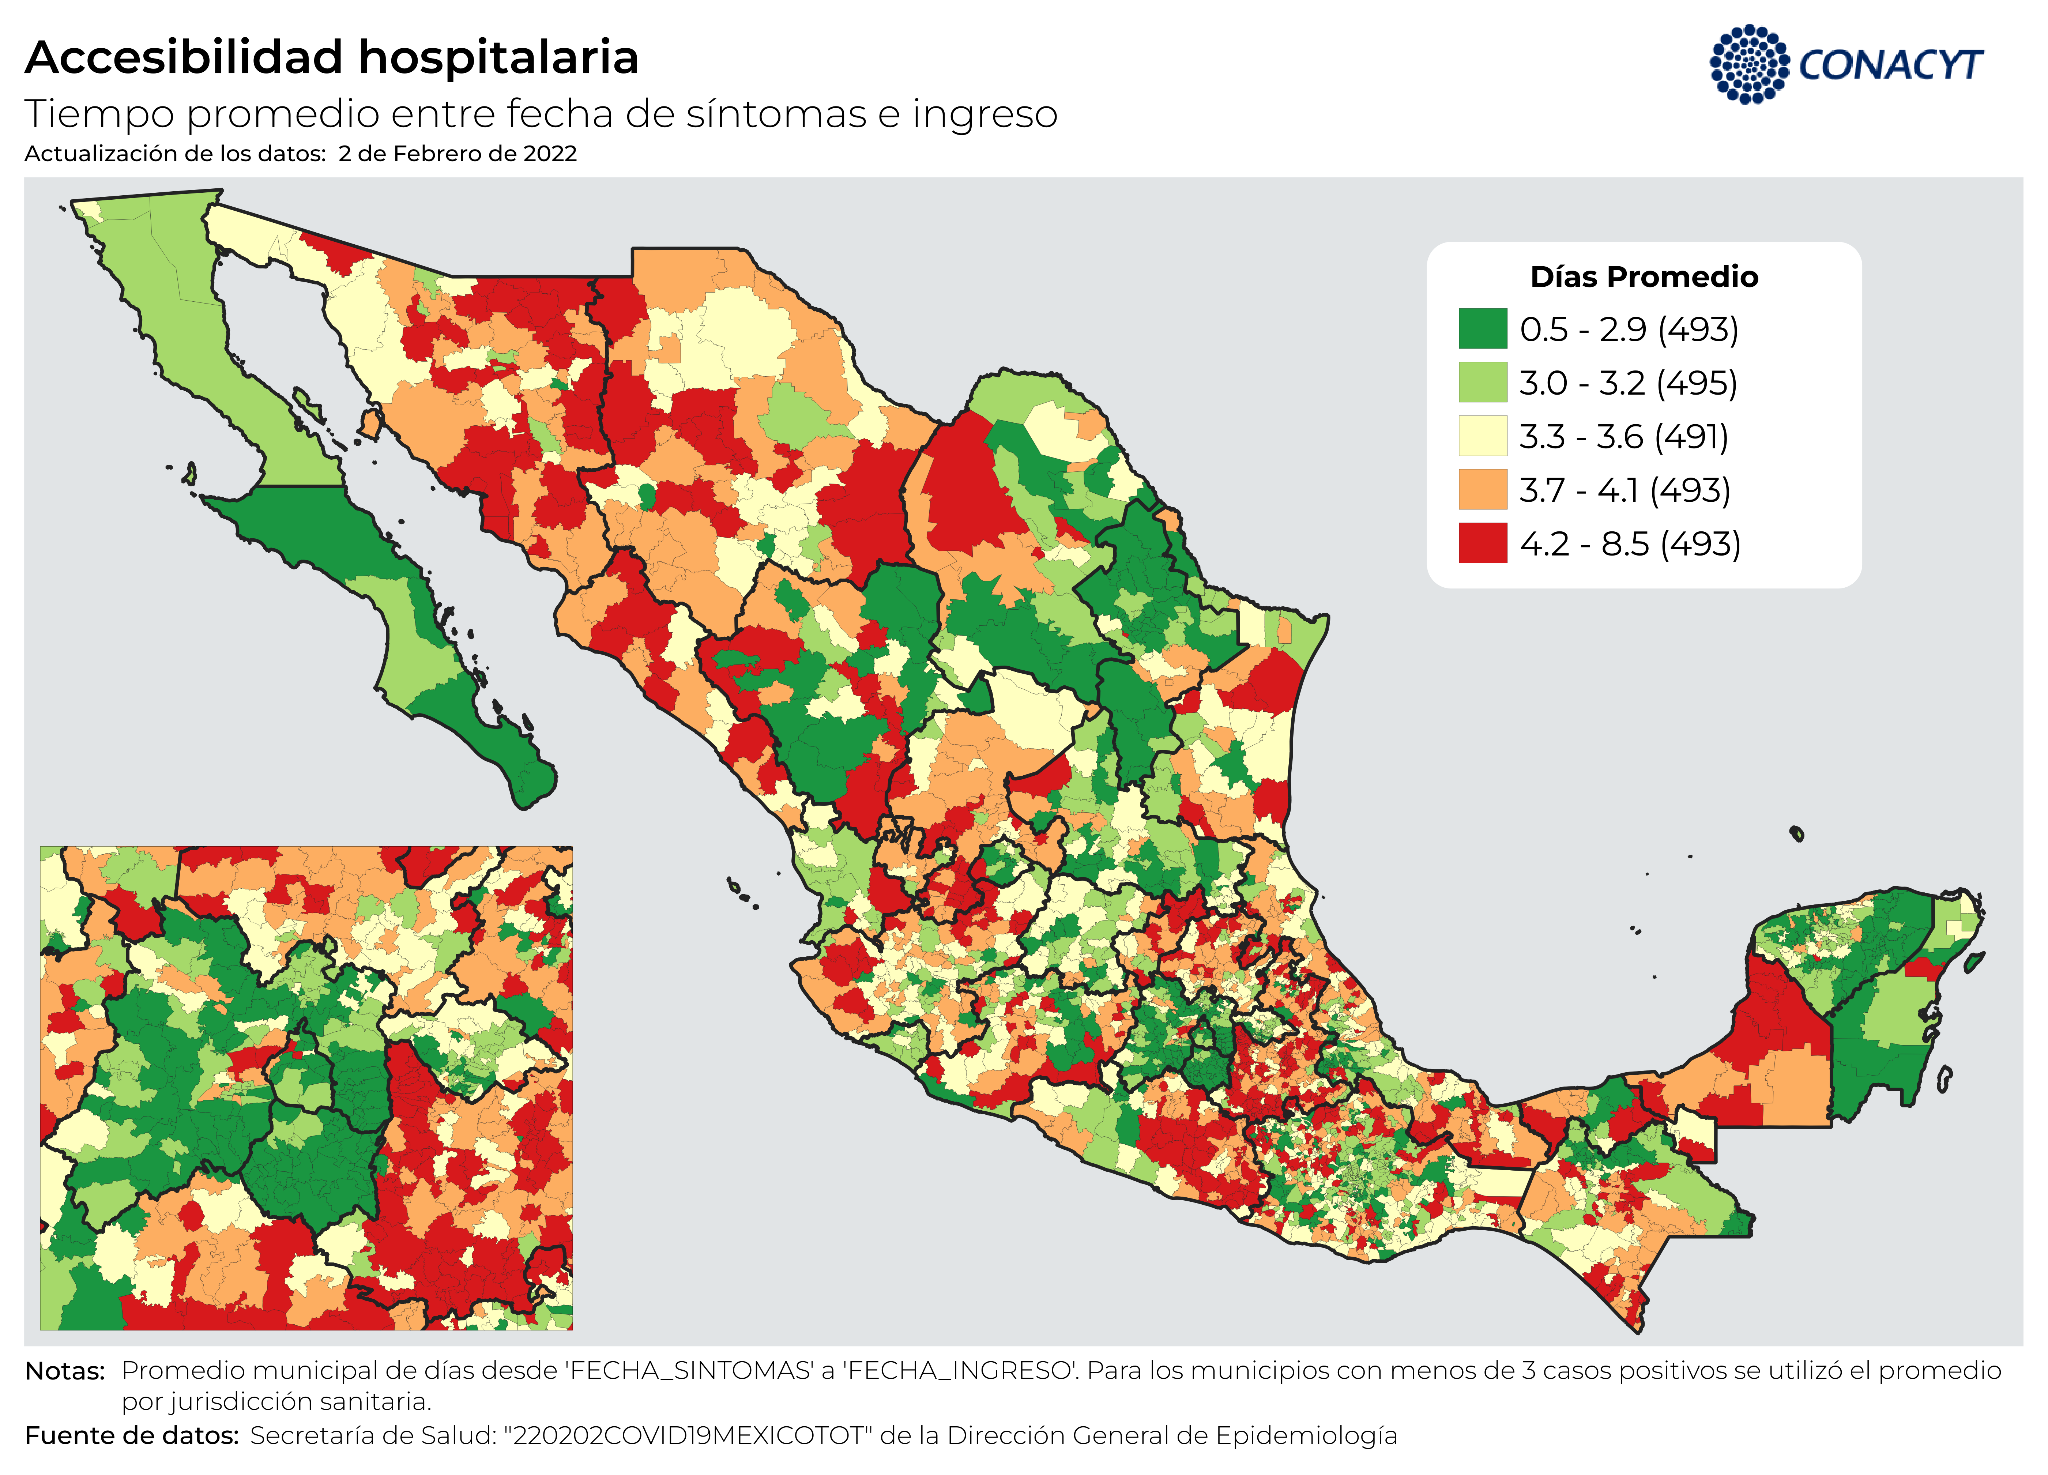 Accesibilidad hospitalaria
CONACYT
Tiempo promedio entre fecha de síntomas e ingreso
Actualización de los datos: 2 de Febrero de 2022
Días Promedio
0.5 - 2.9 (493)
3.0 - 3.2 (495)
3.3 - 3.6 (491)
3.7 - 4.1 (493)
4.2 - 8.5 (493)
Notas: Promedio municipal de días desde 'FECHA_SINTOMAS' a 'FECHA_INGRESO'. Para los municipios con menos de 3 casos positivos se utilizó el promedio
por jurisdicción sanitaria.
Fuente de datos: Secretaría de Salud: "220202COVID19MEXICOTOT" de la Dirección General de Epidemiología